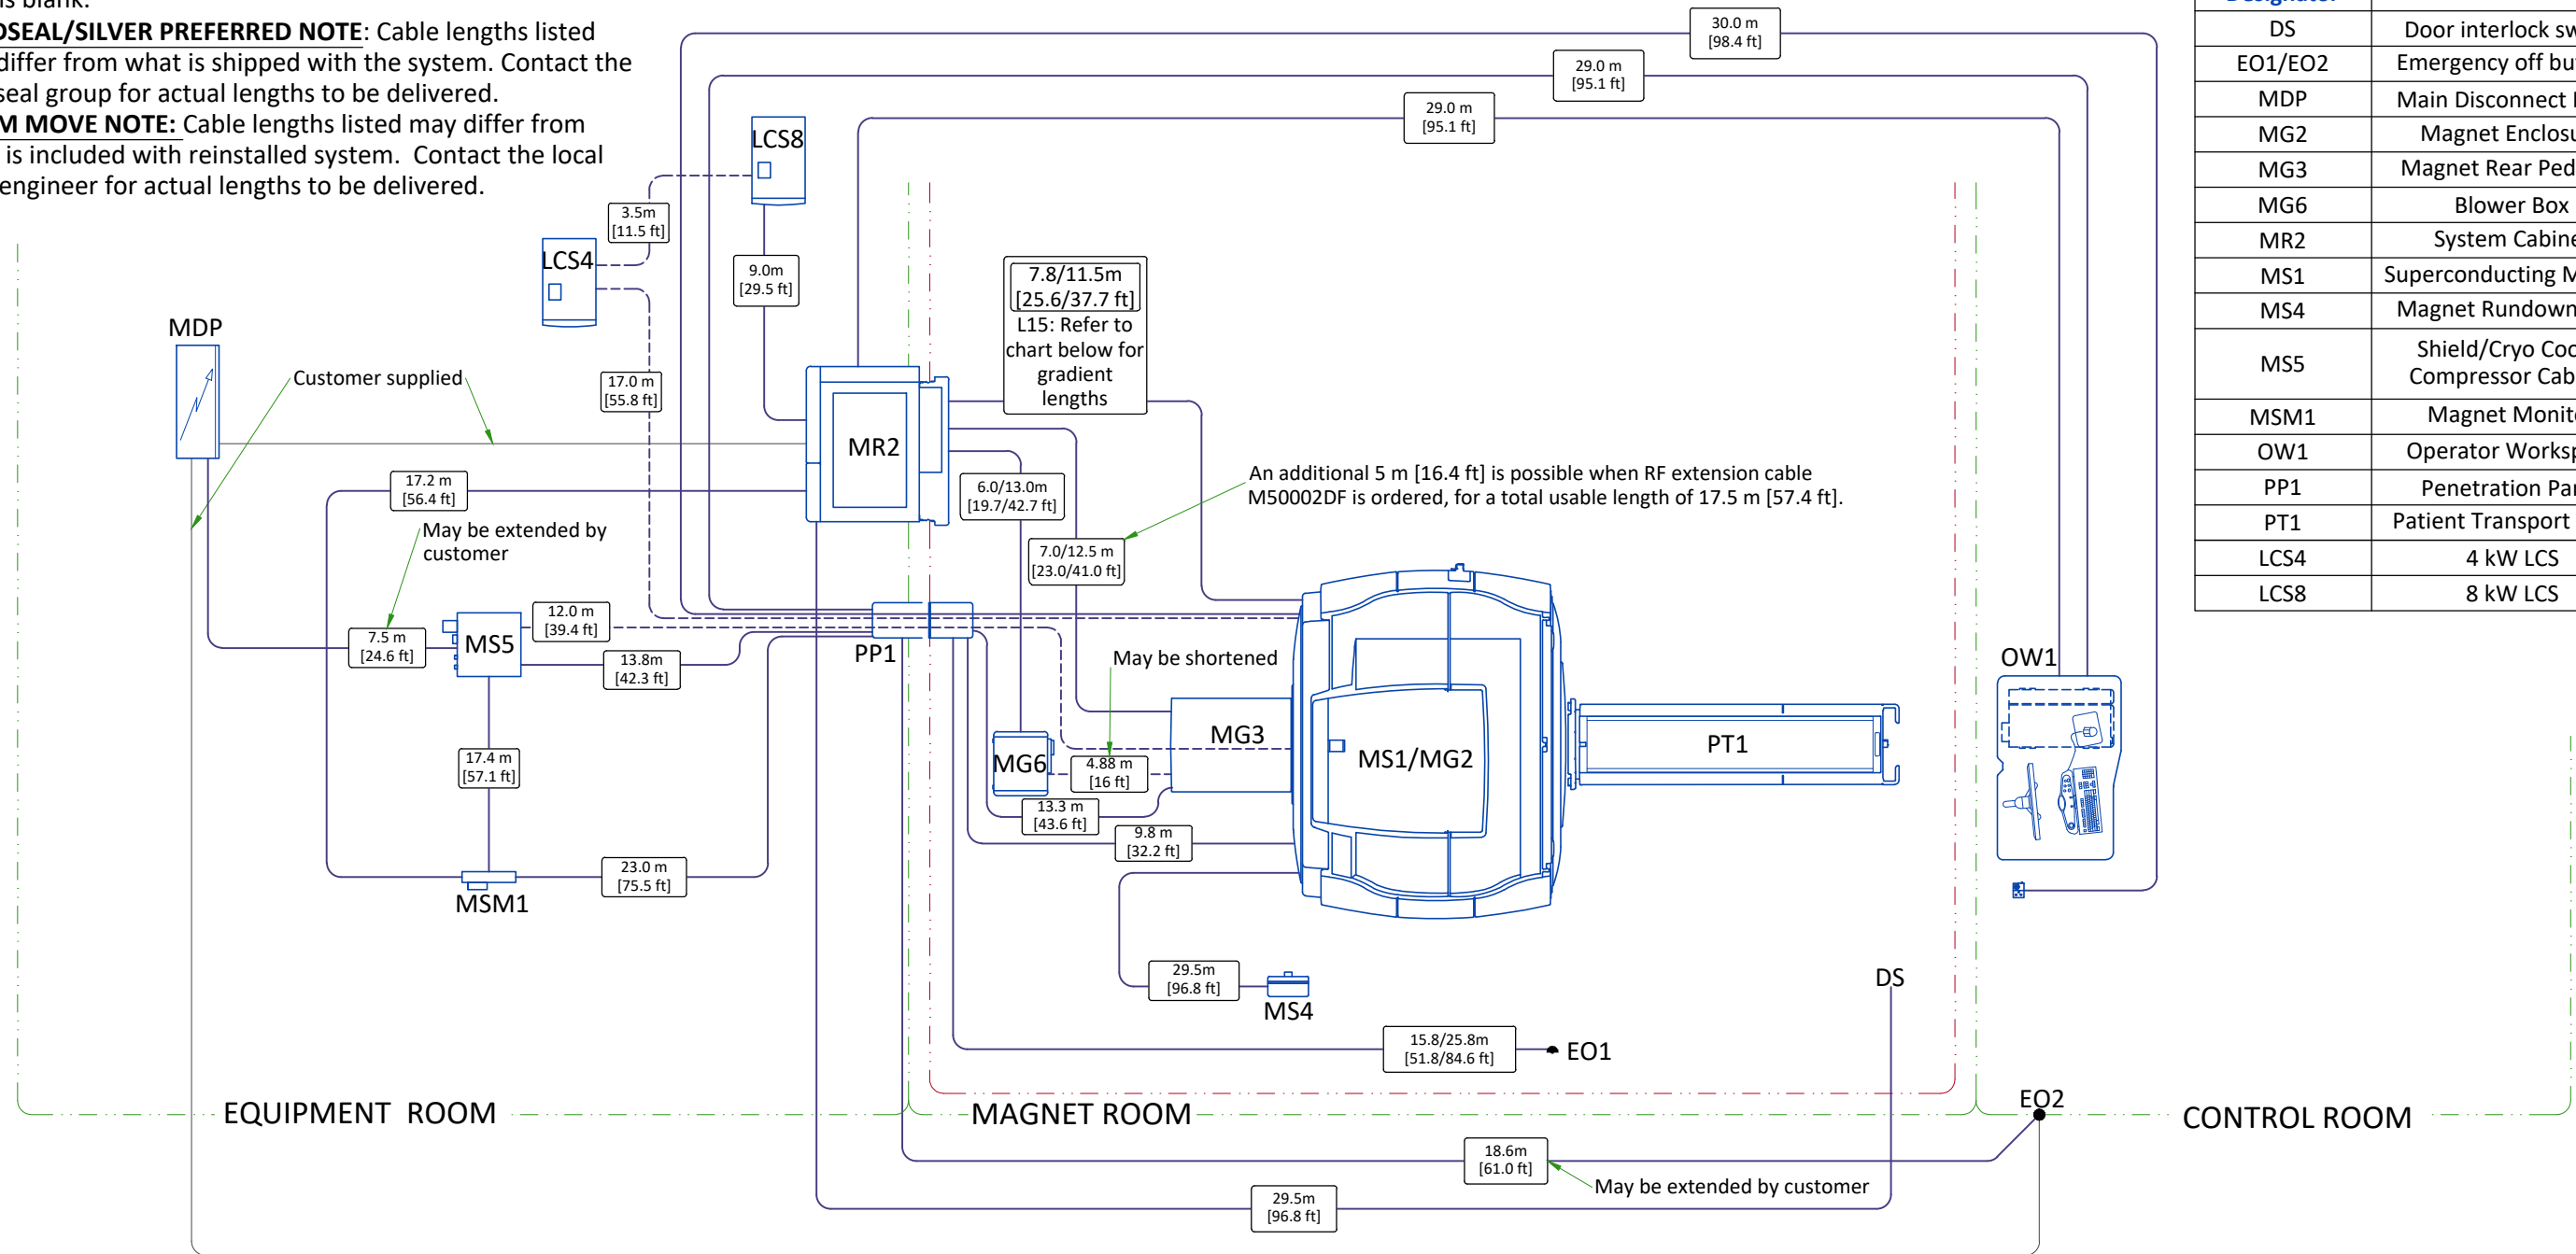 is blank.
OSEAL/SILVER PREFERRED NOTE: Cable lengths listed
differ from what is shipped with the system. Contact the
seal group for actual lengths to be delivered.
M MOVE NOTE: Cable lengths listed may differ from
is included with reinstalled system. Contact the local
engineer for actual lengths to be delivered.
30.0 m
[98.4 ft]
29.0 m
[95.1 ft]
29.0 m
[95.1 ft]
LCS8
3.5m
[11.5 ft]
LCS4
9.0m
[29.5 ft]
7.8/11.5m
[25.6/37.7 ft]
L15: Refer to
chart below for
gradient
lengths
MDP
Customer supplied
17.0 m
[55.8 ft]
MR2
17.2 m
[56.4 ft]
6.0/13.0m
[19.7/42.7 ft]
An additional 5 m [16.4 ft] is possible when RF extension cable
M50002DF is ordered, for a total usable length of 17.5 m [57.4 ft].
May be extended by
customer
7.0/12.5 m
[23.0/41.0 ft]
12.0 m
[39.4 ft]
7.5 m
[24.6 ft]
MS5
13.8m
[42.3 ft]
PP1
May be shortened
MG3
MG6
4.88 m
[16 ft]
MS1/MG2
PT1
OW1
17.4 m
[57.1 ft]
13.3 m
[43.6 ft]
9.8 m
[32.2 ft]
23.0 m
[75.5 ft]
MSM1
29.5m
[96.8 ft]
MS4
DS
15.8/25.8m
[51.8/84.6 ft]
EO1
EO2
EQUIPMENT ROOM
MAGNET ROOM
CONTROL ROOM
18.6m
[61.0 ft]
May be extended by customer
29.5m
[96.8 ft]
Designator
DS Door interlock sw
EO1/EO2 Emergency off bu
MDP Main Disconnect
MG2 Magnet Enclosu
MG3 Magnet Rear Ped
MG6 Blower Box
MR2 System Cabine
MS1 Superconducting M
MS4 Magnet Rundown
MS5 Shield/Cryo Coo
Compressor Cab
MSM1 Magnet Monit
OW1 Operator Worksp
PP1 Penetration Pa
PT1 Patient Transport
LCS4 4 kW LCS
LCS8 8 kW LCS